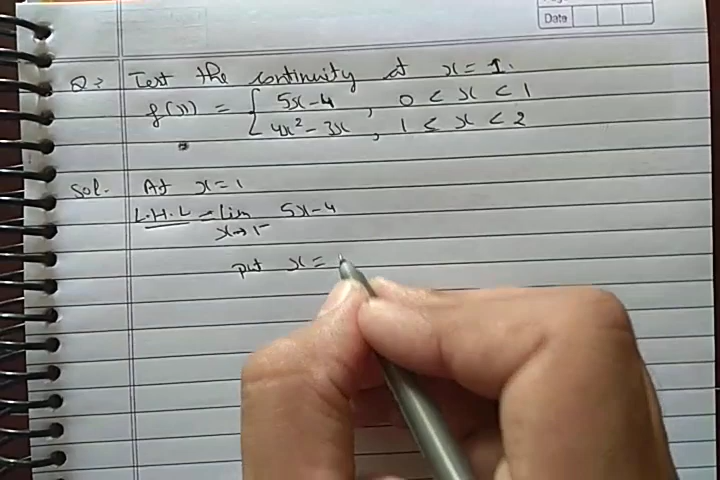 Date
Q: Test the continuity at x = 1.
f(x) = { 5x-4 , 0 < x < 1
4x² - 3x , 1 < x < 2
Sol. At x = 1
L.H.L = lim 5x-4
x→1⁻
put x =